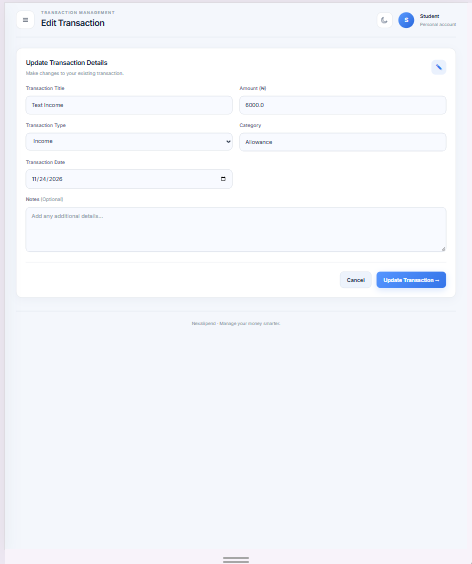 TRANSACTION MANAGEMENT
Edit Transaction
S
Student
Personal account
Update Transaction Details
Make changes to your existing transaction.
Transaction Title
Amount (₦)
Test Income
6000.0
Transaction Type
Category
Income
Allowance
Transaction Date
11/24/2026
Notes (Optional)
Add any additional details...
Cancel
Update Transaction →
· Manage your money smarter.